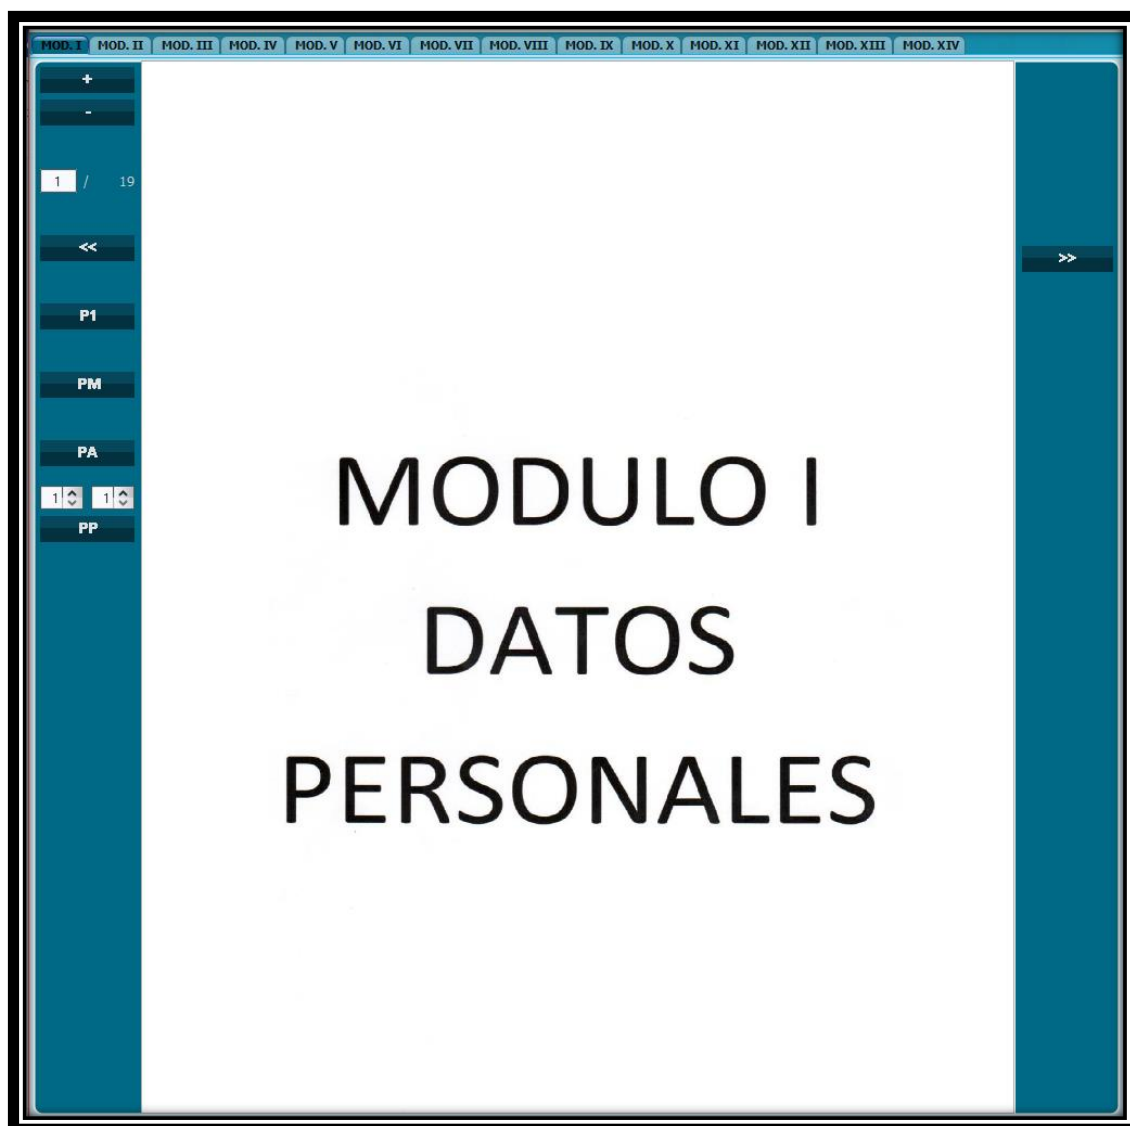 MOD. I MOD. II MOD. III MOD. IV MOD. V MOD. VI MOD. VII MOD. VIII MOD. IX MOD. X MOD. XI MOD. XII MOD. XIII MOD. XIV
+
-
1 / 19
<<
>>
P1
PM
PA
1 1
PP
MODULO I
DATOS
PERSONALES